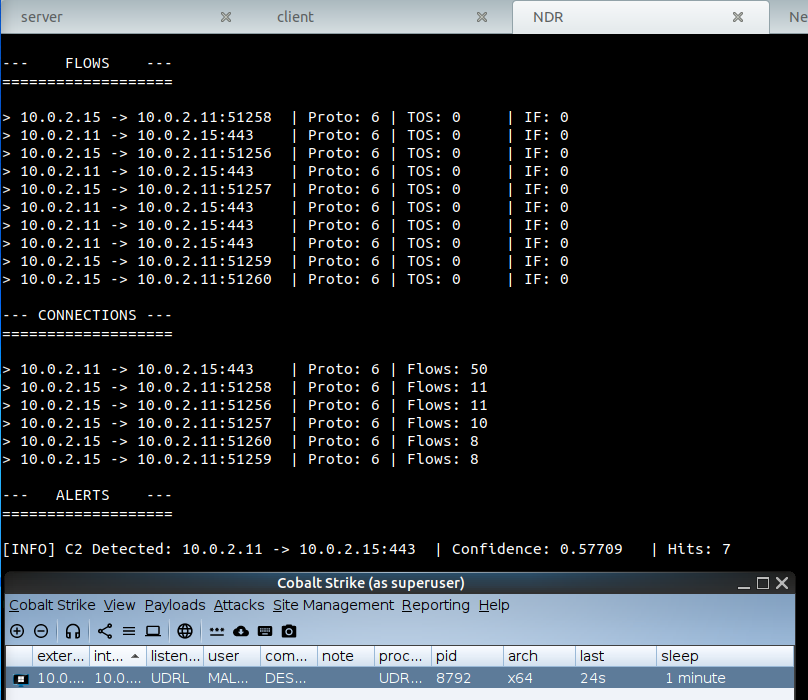 server client NDR Ne
--- FLOWS ---
===================
> 10.0.2.15 -> 10.0.2.11:51258 | Proto: 6 | TOS: 0 | IF: 0
> 10.0.2.11 -> 10.0.2.15:443 | Proto: 6 | TOS: 0 | IF: 0
> 10.0.2.15 -> 10.0.2.11:51256 | Proto: 6 | TOS: 0 | IF: 0
> 10.0.2.11 -> 10.0.2.15:443 | Proto: 6 | TOS: 0 | IF: 0
> 10.0.2.15 -> 10.0.2.11:51257 | Proto: 6 | TOS: 0 | IF: 0
> 10.0.2.11 -> 10.0.2.15:443 | Proto: 6 | TOS: 0 | IF: 0
> 10.0.2.11 -> 10.0.2.15:443 | Proto: 6 | TOS: 0 | IF: 0
> 10.0.2.11 -> 10.0.2.15:443 | Proto: 6 | TOS: 0 | IF: 0
> 10.0.2.15 -> 10.0.2.11:51259 | Proto: 6 | TOS: 0 | IF: 0
> 10.0.2.15 -> 10.0.2.11:51260 | Proto: 6 | TOS: 0 | IF: 0
--- CONNECTIONS ---
===================
> 10.0.2.11 -> 10.0.2.15:443 | Proto: 6 | Flows: 50
> 10.0.2.15 -> 10.0.2.11:51258 | Proto: 6 | Flows: 11
> 10.0.2.15 -> 10.0.2.11:51256 | Proto: 6 | Flows: 11
> 10.0.2.15 -> 10.0.2.11:51257 | Proto: 6 | Flows: 10
> 10.0.2.15 -> 10.0.2.11:51260 | Proto: 6 | Flows: 8
> 10.0.2.15 -> 10.0.2.11:51259 | Proto: 6 | Flows: 8
--- ALERTS ---
===================
[INFO] C2 Detected: 10.0.2.11 -> 10.0.2.15:443 | Confidence: 0.57709 | Hits: 7
Cobalt Strike (as superuser)
Cobalt Strike View Payloads Attacks Site Management Reporting Help
exter... int... listen... user com... note proc... pid arch last sleep
10.0.... 10.0.... UDRL MAL... DES... UDR... 8792 x64 24s 1 minute